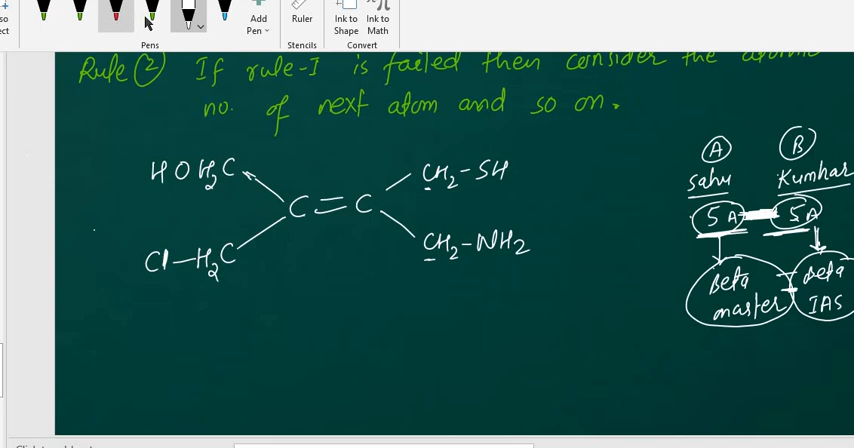 Add
Pen
Ruler
Ink to
Shape
Ink to
Math
Pens
Stencils
Convert
Rule ② If rule-I is failed then consider the atomic
no. of next atom and so on.
HOH₂C
Cl—H₂C
C=C
CH₂-SH
CH₂-NH₂
A
B
Sahu
Kumhar
5A
5A
Beta
master
Beta
IAS